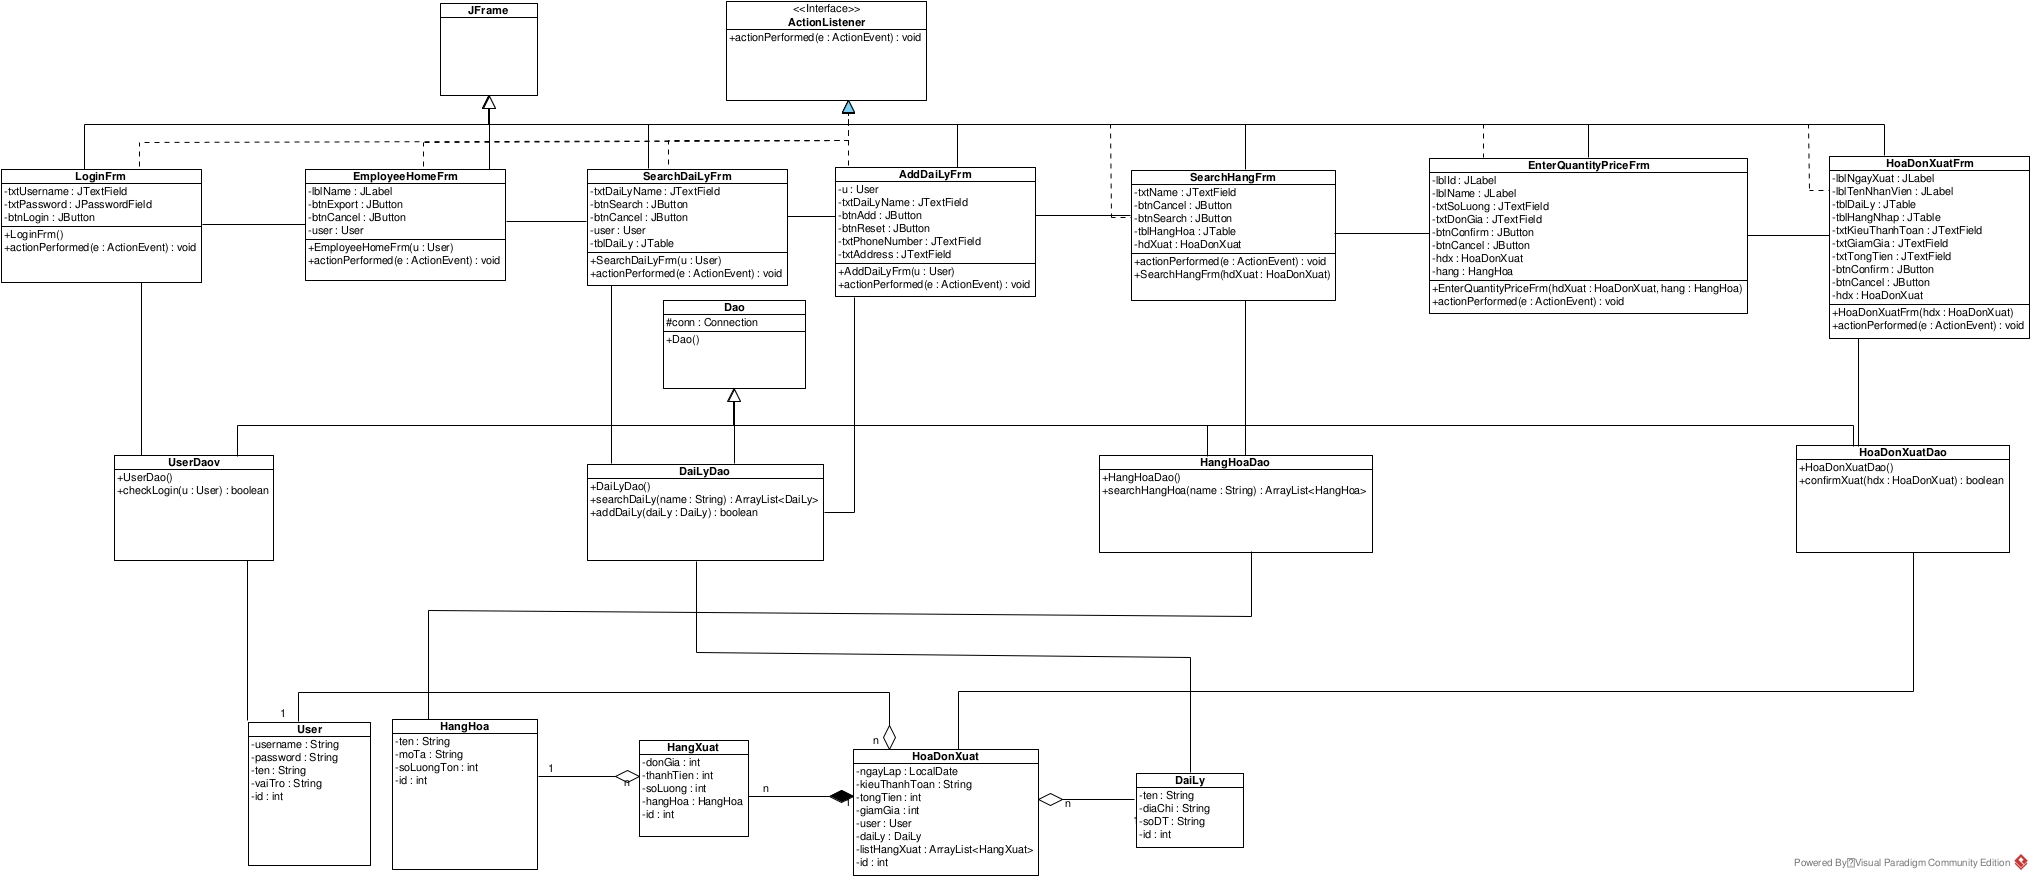 JFrame
<<Interface>>
ActionListener
+actionPerformed(e : ActionEvent) : void
LoginFrm
-txtUsername : JTextField
-txtPassword : JPasswordField
-btnLogin : JButton
+LoginFrm()
+actionPerformed(e : ActionEvent) : void
EmployeeHomeFrm
-lblName : JLabel
-btnExport : JButton
-btnCancel : JButton
-user : User
+EmployeeHomeFrm(u : User)
+actionPerformed(e : ActionEvent) : void
SearchDaiLyFrm
-txtDaiLyName : JTextField
-btnSearch : JButton
-btnCancel : JButton
-user : User
-tblDaiLy : JTable
+SearchDaiLyFrm(u : User)
+actionPerformed(e : ActionEvent) : void
AddDaiLyFrm
-u : User
-txtDaiLyName : JTextField
-btnAdd : JButton
-btnReset : JButton
-txtPhoneNumber : JTextField
-txtAddress : JTextField
+AddDaiLyFrm(u : User)
+actionPerformed(e : ActionEvent) : void
SearchHangFrm
-txtName : JTextField
-btnCancel : JButton
-btnSearch : JButton
-tblHangHoa : JTable
-hdXuat : HoaDonXuat
+actionPerformed(e : ActionEvent) : void
+SearchHangFrm(hdXuat : HoaDonXuat)
EnterQuantityPriceFrm
-lblId : JLabel
-lblName : JLabel
-txtSoLuong : JTextField
-txtDonGia : JTextField
-btnConfirm : JButton
-btnCancel : JButton
-hdx : HoaDonXuat
-hang : HangHoa
+EnterQuantityPriceFrm(hdXuat : HoaDonXuat, hang : HangHoa)
+actionPerformed(e : ActionEvent) : void
HoaDonXuatFrm
-lblNgayXuat : JLabel
-lblTenNhanVien : JLabel
-tblDaiLy : JTable
-tblHangNhap : JTable
-txtKieuThanhToan : JTextField
-txtGiamGia : JTextField
-txtTongTien : JTextField
-btnConfirm : JButton
-btnCancel : JButton
-hdx : HoaDonXuat
+HoaDonXuatFrm(hdx : HoaDonXuat)
+actionPerformed(e : ActionEvent) : void
Dao
#conn : Connection
+Dao()
UserDaov
+UserDao()
+checkLogin(u : User) : boolean
DaiLyDao
+DaiLyDao()
+searchDaiLy(name : String) : ArrayList<DaiLy>
+addDaiLy(daiLy : DaiLy) : boolean
HangHoaDao
+HangHoaDao()
+searchHangHoa(name : String) : ArrayList<HangHoa>
HoaDonXuatDao
+HoaDonXuatDao()
+confirmXuat(hdx : HoaDonXuat) : boolean
1
User
-username : String
-password : String
-ten : String
-vaiTro : String
-id : int
HangHoa
-ten : String
-moTa : String
-soLuongTon : int
-id : int
1
n
HangXuat
-donGia : int
-thanhTien : int
-soLuong : int
-hangHoa : HangHoa
-id : int
n
1
n
HoaDonXuat
-ngayLap : LocalDate
-kieuThanhToan : String
-tongTien : int
-giamGia : int
-user : User
-daiLy : DaiLy
-listHangXuat : ArrayList<HangXuat>
-id : int
n
1
DaiLy
-ten : String
-diaChi : String
-soDT : String
-id : int
Powered By Visual Paradigm Community Edition